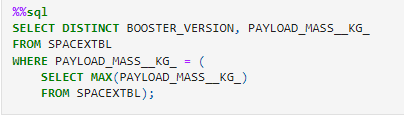 %%sql
SELECT DISTINCT BOOSTER_VERSION, PAYLOAD_MASS__KG_
FROM SPACEXTBL
WHERE PAYLOAD_MASS__KG_ = (
    SELECT MAX(PAYLOAD_MASS__KG_)
    FROM SPACEXTBL);